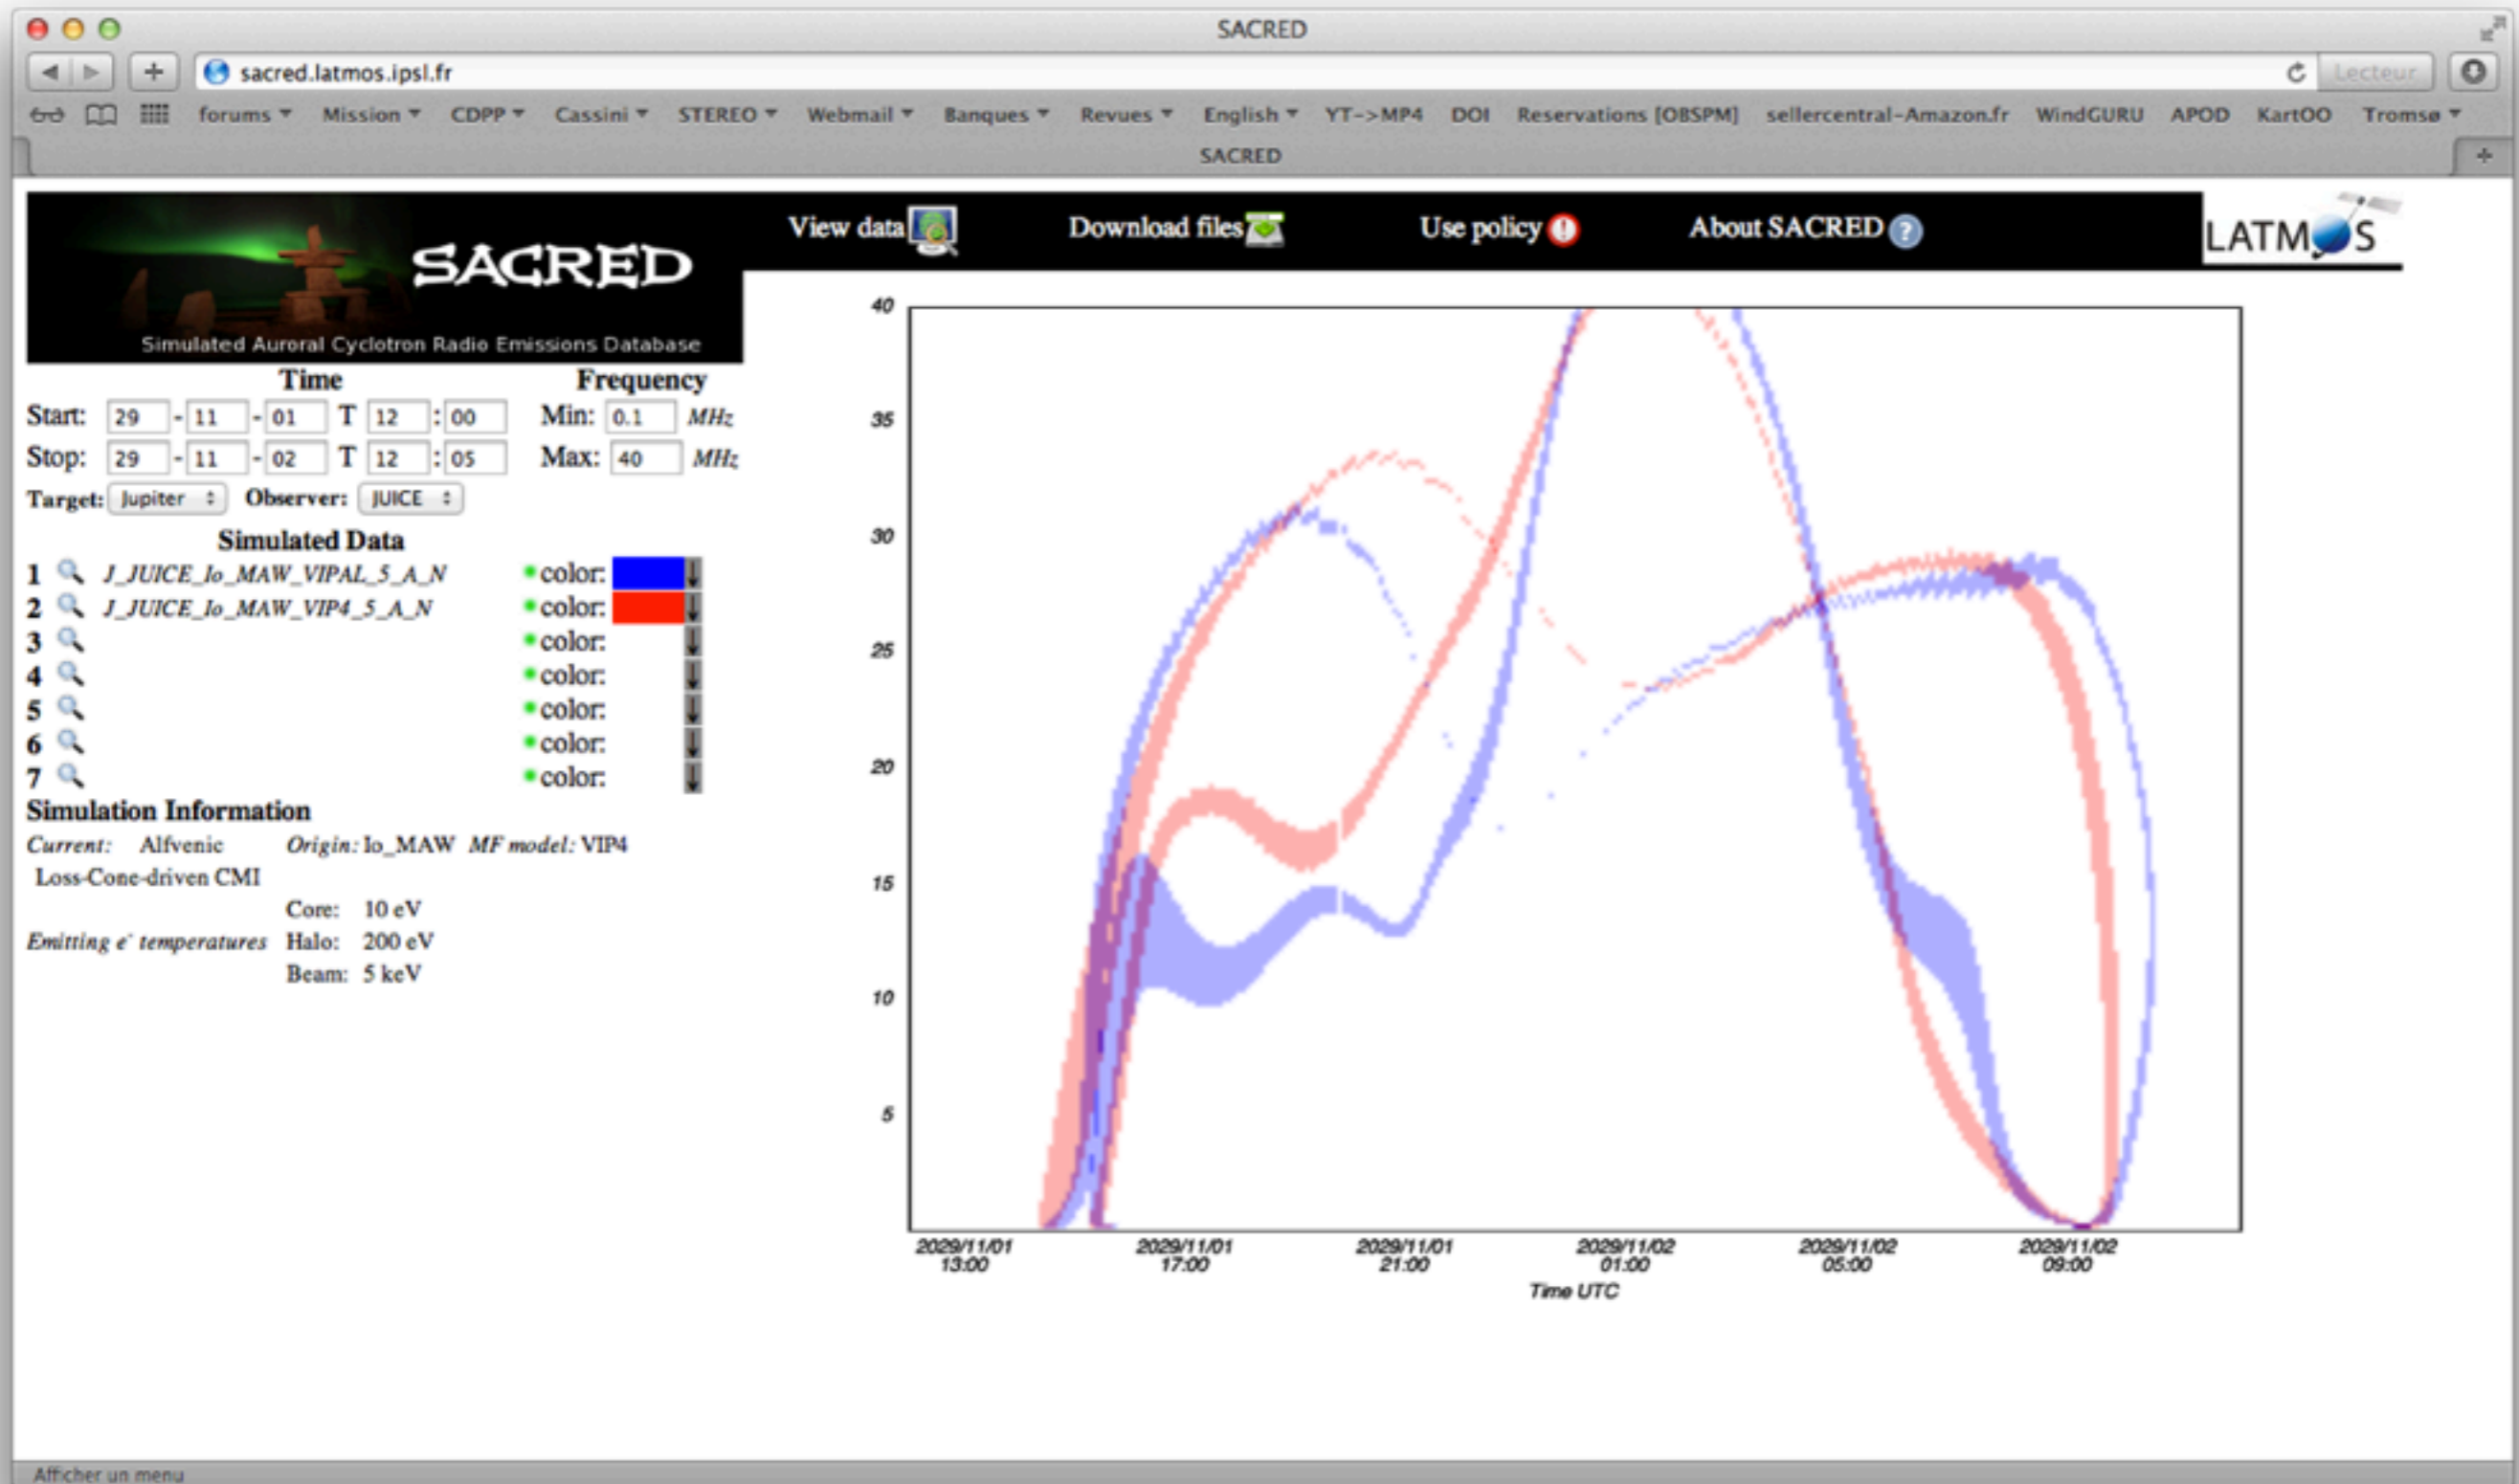 SACRED
sacred.latmos.ipsl.fr
Lecteur
forums Mission CDPP Cassini STEREO Webmail Banques Revues English YT->MP4 DOI Reservations [OBSPM] sellercentral-Amazon.fr WindGURU APOD KartOO Tromsø
SACRED
SACRED
Simulated Auroral Cyclotron Radio Emissions Database
View data Download files Use policy About SACRED ?
LATMOS
Time Frequency
Start: 29 - 11 - 01 T 12 : 00 Min: 0.1 MHz
Stop: 29 - 11 - 02 T 12 : 05 Max: 40 MHz
Target: Jupiter Observer: JUICE
Simulated Data
1 J_JUICE_Io_MAW_VIPAL_5_A_N color:
2 J_JUICE_Io_MAW_VIP4_5_A_N color:
3 color:
4 color:
5 color:
6 color:
7 color:
Simulation Information
Current: Alfvenic Origin: Io_MAW MF model: VIP4
Loss-Cone-driven CMI
Core: 10 eV
Emitting e- temperatures Halo: 200 eV
Beam: 5 keV
40
35
30
25
20
15
10
5
2029/11/01 2029/11/01 2029/11/01 2029/11/02 2029/11/02 2029/11/02
13:00 17:00 21:00 01:00 05:00 09:00
Time UTC
Afficher un menu